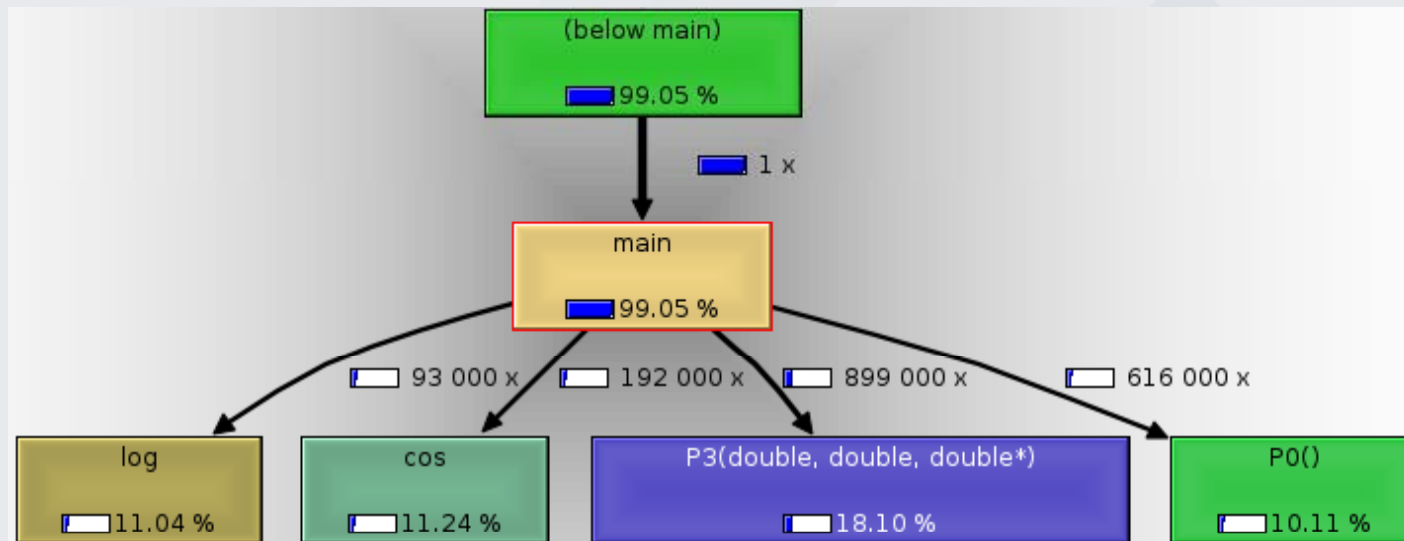 (below main)
99.05 %
1 x
main
99.05 %
93 000 x
192 000 x
899 000 x
616 000 x
log
11.04 %
cos
11.24 %
P3(double, double, double*)
18.10 %
P0()
10.11 %